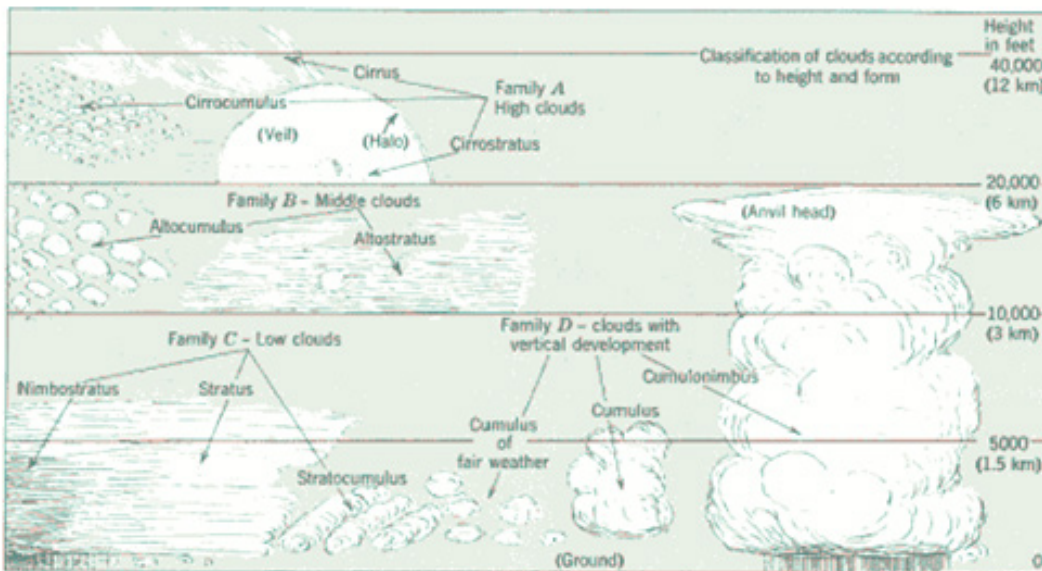 Height
in feet
40,000
(12 km)
Classification of clouds according
to height and form
Cirrus
Cirrocumulus
Family A
High clouds
(Veil)
(Halo)
Cirrostratus
20,000
(6 km)
Family B - Middle clouds
Altocumulus
Altostratus
(Anvil head)
10,000
(3 km)
Family C - Low clouds
Family D - clouds with
vertical development
Nimbostratus
Stratus
Cumulonimbus
Cumulus
Cumulus
of
fair weather
5000
(1.5 km)
Stratocumulus
(Ground)
0